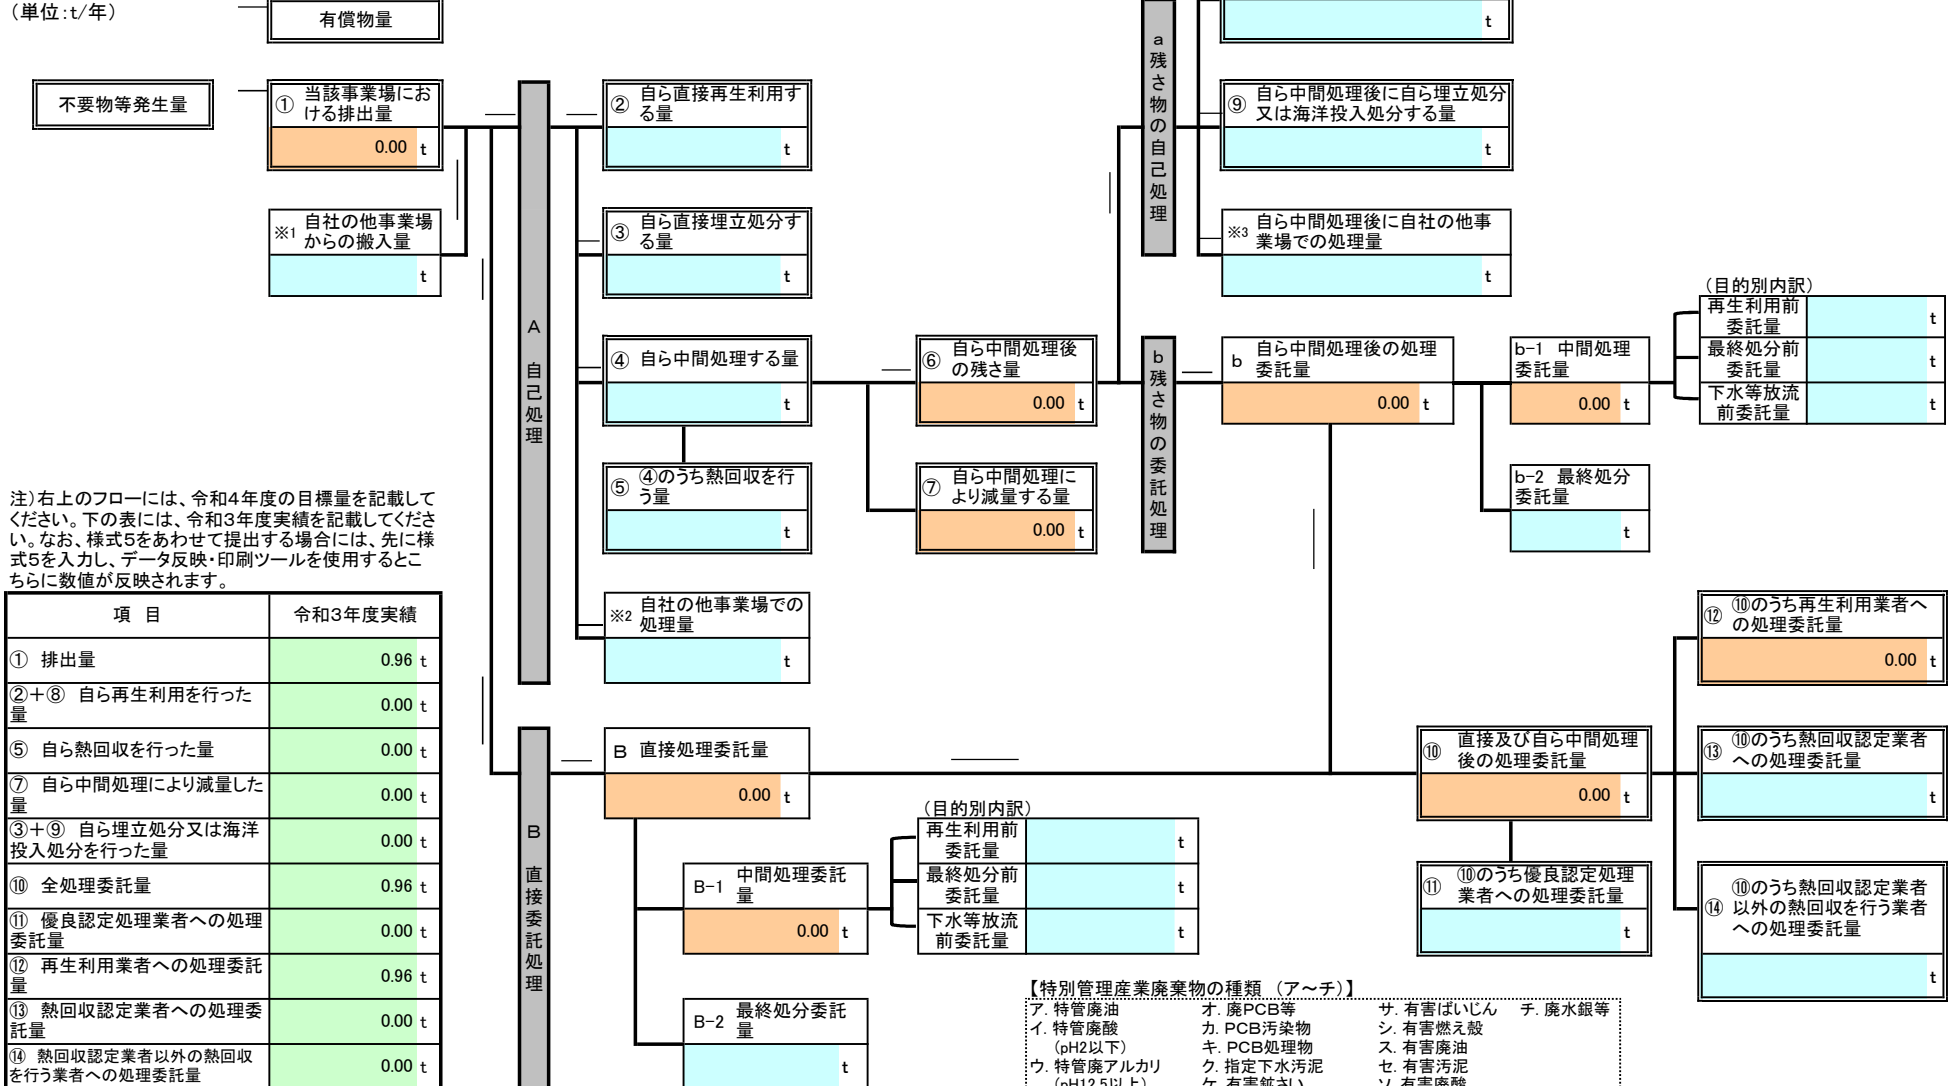 (単位:t/年)
有償物量
t
不要物等発生量
① 当該事業場にお
ける排出量
0.00 t
※1 自社の他事業場
からの搬入量
t
A 自己処理
② 自ら直接再生利用す
る量
t
③ 自ら直接埋立処分す
る量
t
④ 自ら中間処理する量
t
⑤ ④のうち熱回収を行
う量
t
※2 自社の他事業場での
処理量
t
⑥ 自ら中間処理後
の残さ量
0.00 t
⑦ 自ら中間処理に
より減量する量
0.00 t
a 残さ物の自己処理
⑨ 自ら中間処理後に自ら埋立処分
又は海洋投入処分する量
t
※3 自ら中間処理後に自社の他事
業場での処理量
t
b 残さ物の委託処理
b 自ら中間処理後の処理
委託量
0.00 t
b-1 中間処理
委託量
0.00 t
b-2 最終処分
委託量
t
(目的別内訳)
再生利用前
委託量
t
最終処分前
委託量
t
下水等放流
前委託量
t
注)右上のフローには、令和4年度の目標量を記載して
ください。下の表には、令和3年度実績を記載してくださ
い。なお、様式5をあわせて提出する場合には、先に様
式5を入力し、データ反映・印刷ツールを使用するとこ
ちらに数値が反映されます。
項 目 令和3年度実績
① 排出量 0.96 t
②+⑧ 自ら再生利用を行った
量 0.00 t
⑤ 自ら熱回収を行った量 0.00 t
⑦ 自ら中間処理により減量した
量 0.00 t
③+⑨ 自ら埋立処分又は海洋
投入処分を行った量 0.00 t
⑩ 全処理委託量 0.96 t
⑪ 優良認定処理業者への処理
委託量 0.00 t
⑫ 再生利用業者への処理委託
量 0.96 t
⑬ 熱回収認定業者への処理委
託量 0.00 t
⑭ 熱回収認定業者以外の熱回収
を行う業者への処理委託量 0.00 t
B 直接委託処理
B 直接処理委託量
0.00 t
B-1 中間処理委託
量
0.00 t
B-2 最終処分委託
量
t
(目的別内訳)
再生利用前
委託量
t
最終処分前
委託量
t
下水等放流
前委託量
t
⑩ 直接及び自ら中間処理
後の処理委託量
0.00 t
⑪ ⑩のうち優良認定処理
業者への処理委託量
t
⑫ ⑩のうち再生利用業者へ
の処理委託量
0.00 t
⑬ ⑩のうち熱回収認定業者
への処理委託量
t
⑭ ⑩のうち熱回収認定業者
以外の熱回収を行う業者
への処理委託量
t
【特別管理産業廃棄物の種類 (ア~チ)】
ア. 特管廃油 オ. 廃PCB等 サ. 有害ばいじん チ. 廃水銀等
イ. 特管廃酸 カ. PCB汚染物 シ. 有害燃え殻
(pH2以下) キ. PCB処理物 ス. 有害廃油
ウ. 特管廃アルカリ ク. 指定下水汚泥 セ. 有害汚泥
(pH12.5以上) ケ. 有害鉱さい ソ. 有害廃酸